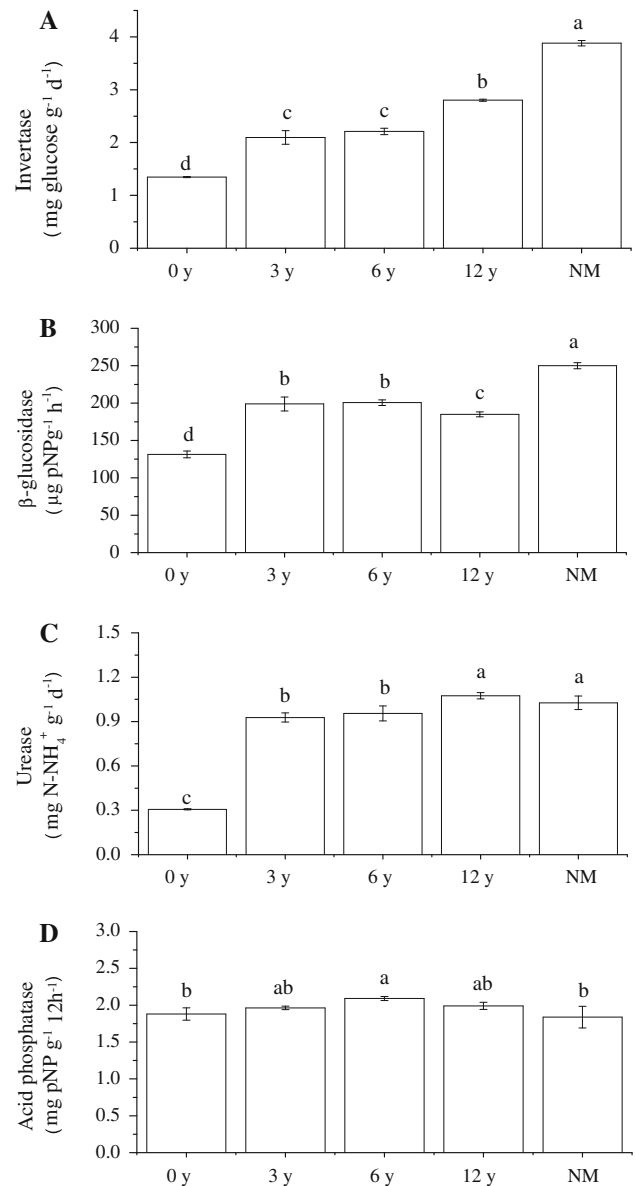 A
Invertase
( mg glucose g⁻¹ d⁻¹)
4
3
2
1
0
d
c
c
b
a
0 y 3 y 6 y 12 y NM
B
β-glucosidase
(µg pNPg⁻¹ h⁻¹)
300
250
200
150
100
50
0
d
b
b
c
a
0 y 3 y 6 y 12 y NM
C
Urease
( mg N-NH₄⁺ g⁻¹ d⁻¹)
1.5
1.2
0.9
0.6
0.3
0.0
c
b
b
a
a
0 y 3 y 6 y 12 y NM
D
Acid phosphatase
( mg pNP g⁻¹ 12h⁻¹)
3.0
2.5
2.0
1.5
1.0
0.5
0.0
b
ab
a
ab
b
0 y 3 y 6 y 12 y NM